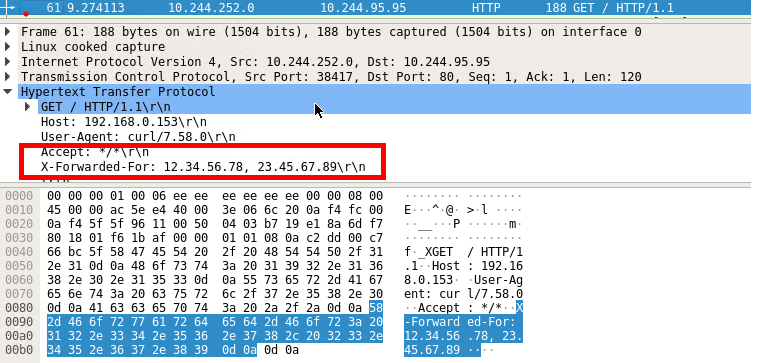 61 9.274113 10.244.252.0 10.244.95.95 HTTP 188 GET / HTTP/1.1
Frame 61: 188 bytes on wire (1504 bits), 188 bytes captured (1504 bits) on interface 0
Linux cooked capture
Internet Protocol Version 4, Src: 10.244.252.0, Dst: 10.244.95.95
Transmission Control Protocol, Src Port: 38417, Dst Port: 80, Seq: 1, Ack: 1, Len: 120
Hypertext Transfer Protocol
GET / HTTP/1.1\r\n
Host: 192.168.0.153\r\n
User-Agent: curl/7.58.0\r\n
Accept: */*\r\n
X-Forwarded-For: 12.34.56.78, 23.45.67.89\r\n
0000 00 00 00 01 00 06 ee ee ee ee ee ee 00 00 08 00 ········ ········
0010 45 00 00 ac 5e e4 40 00 3e 06 6c 20 0a f4 fc 00 E···^·@· >·l ····
0020 0a f4 5f 5f 96 11 00 50 04 03 b7 19 e1 8a 6d f7 ··__···P ······m·
0030 80 18 01 f6 1b af 00 00 01 01 08 0a c2 dd 00 c7 ········ ········
0040 66 bc 5f 58 47 45 54 20 2f 20 48 54 54 50 2f 31 f·_XGET / HTTP/1
0050 2e 31 0d 0a 48 6f 73 74 3a 20 31 39 32 2e 31 36 .1··Host : 192.16
0060 38 2e 30 2e 31 35 33 0d 0a 55 73 65 72 2d 41 67 8.0.153· ·User-Ag
0070 65 6e 74 3a 20 63 75 72 6c 2f 37 2e 35 38 2e 30 ent: cur l/7.58.0
0080 0d 0a 41 63 63 65 70 74 3a 20 2a 2f 2a 0d 0a 58 ··Accept : */*··X
0090 2d 46 6f 72 77 61 72 64 65 64 2d 46 6f 72 3a 20 -Forward ed-For:
00a0 31 32 2e 33 34 2e 35 36 2e 37 38 2c 20 32 33 2e 12.34.56 .78, 23.
00b0 34 35 2e 36 37 2e 38 39 0d 0a 0d 0a 45.67.89 ····